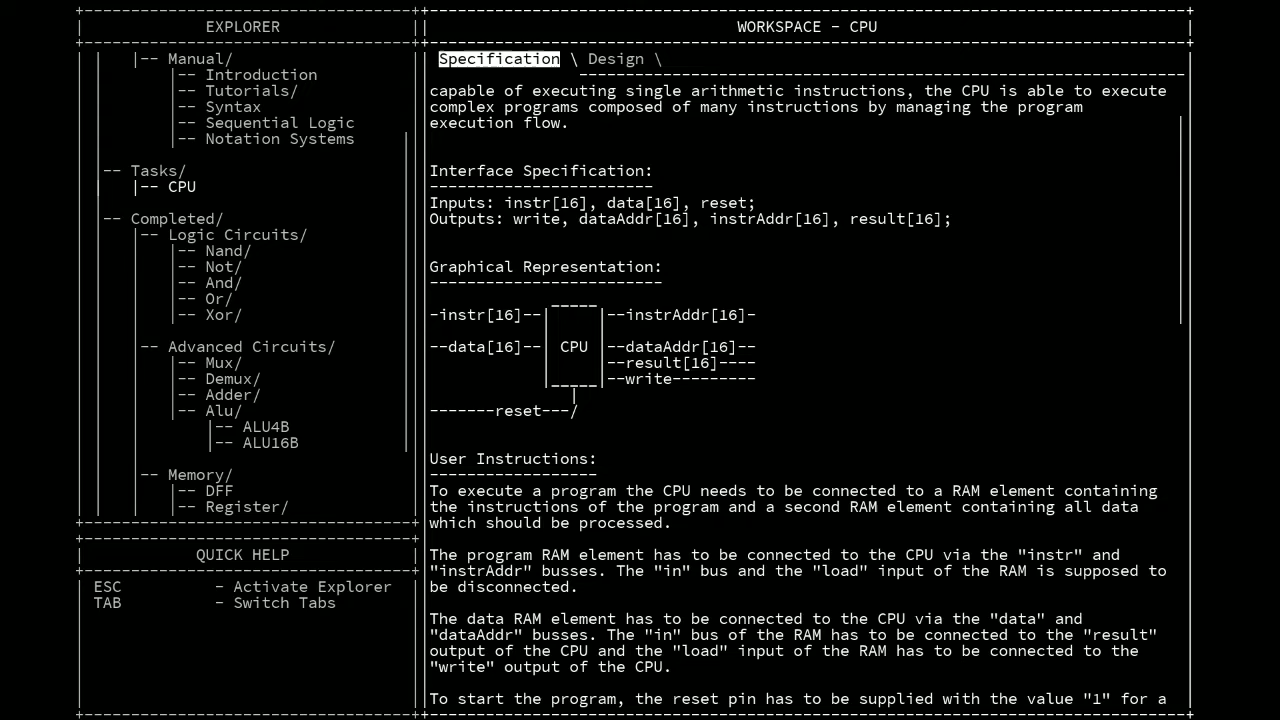 EXPLORER
|-- Manual/
|-- Introduction
|-- Tutorials/
|-- Syntax
|-- Sequential Logic
|-- Notation Systems
|-- Tasks/
|-- CPU
|-- Completed/
|-- Logic Circuits/
|-- Nand/
|-- Not/
|-- And/
|-- Or/
|-- Xor/
|-- Advanced Circuits/
|-- Mux/
|-- Demux/
|-- Adder/
|-- Alu/
|-- ALU4B
|-- ALU16B
|-- Memory/
|-- DFF
|-- Register/
QUICK HELP
ESC - Activate Explorer
TAB - Switch Tabs
WORKSPACE - CPU
Specification \ Design \
capable of executing single arithmetic instructions, the CPU is able to execute
complex programs composed of many instructions by managing the program
execution flow.
Interface Specification:
Inputs: instr[16], data[16], reset;
Outputs: write, dataAddr[16], instrAddr[16], result[16];
Graphical Representation:
-instr[16]--| |--instrAddr[16]-
--data[16]--| CPU |--dataAddr[16]--
|--result[16]----
|--write---------
-------reset---/
User Instructions:
To execute a program the CPU needs to be connected to a RAM element containing
the instructions of the program and a second RAM element containing all data
which should be processed.
The program RAM element has to be connected to the CPU via the "instr" and
"instrAddr" busses. The "in" bus and the "load" input of the RAM is supposed to
be disconnected.
The data RAM element has to be connected to the CPU via the "data" and
"dataAddr" busses. The "in" bus of the RAM has to be connected to the "result"
output of the CPU and the "load" input of the RAM has to be connected to the
"write" output of the CPU.
To start the program, the reset pin has to be supplied with the value "1" for a